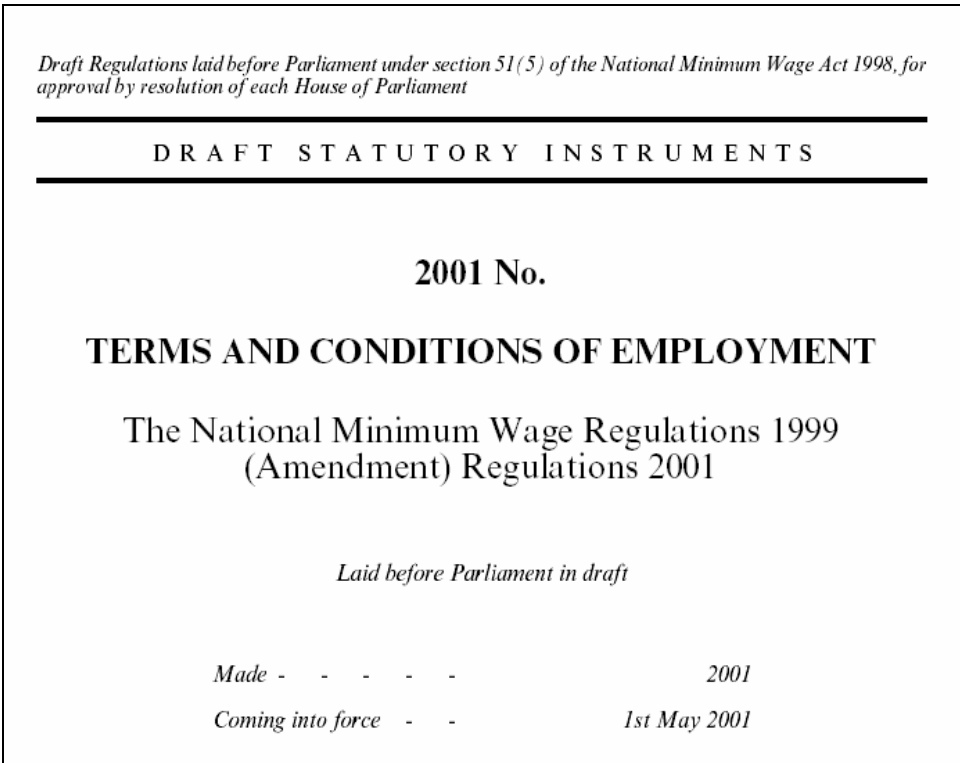 Draft Regulations laid before Parliament under section 51(5) of the National Minimum Wage Act 1998, for
approval by resolution of each House of Parliament
DRAFT STATUTORY INSTRUMENTS
2001 No.
TERMS AND CONDITIONS OF EMPLOYMENT
The National Minimum Wage Regulations 1999
(Amendment) Regulations 2001
Laid before Parliament in draft
Made - - - - - 2001
Coming into force - - 1st May 2001